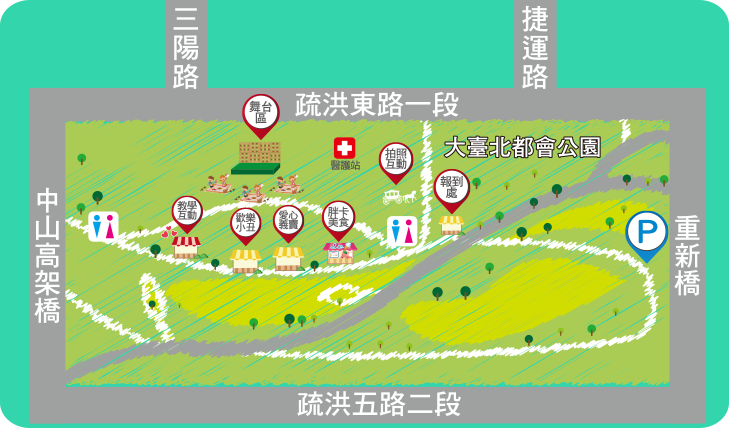 三陽路
捷運路
疏洪東路一段
舞台
區
醫護站
拍照
互動
大臺北都會公園
報到
處
教學
互動
歡樂
小丑
愛心
義賣
胖卡
美食
中山高架橋
P
重新橋
疏洪五路二段